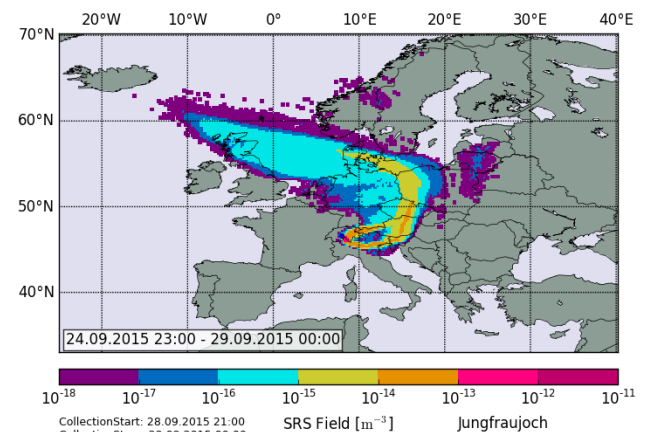 20°W 10°W 0° 10°E 20°E 30°E 40°E
70°N
60°N
50°N
40°N
24.09.2015 23:00 - 29.09.2015 00:00
10⁻¹⁸ 10⁻¹⁷ 10⁻¹⁶ 10⁻¹⁵ 10⁻¹⁴ 10⁻¹³ 10⁻¹² 10⁻¹¹
CollectionStart: 28.09.2015 21:00 SRS Field [m⁻³] Jungfraujoch